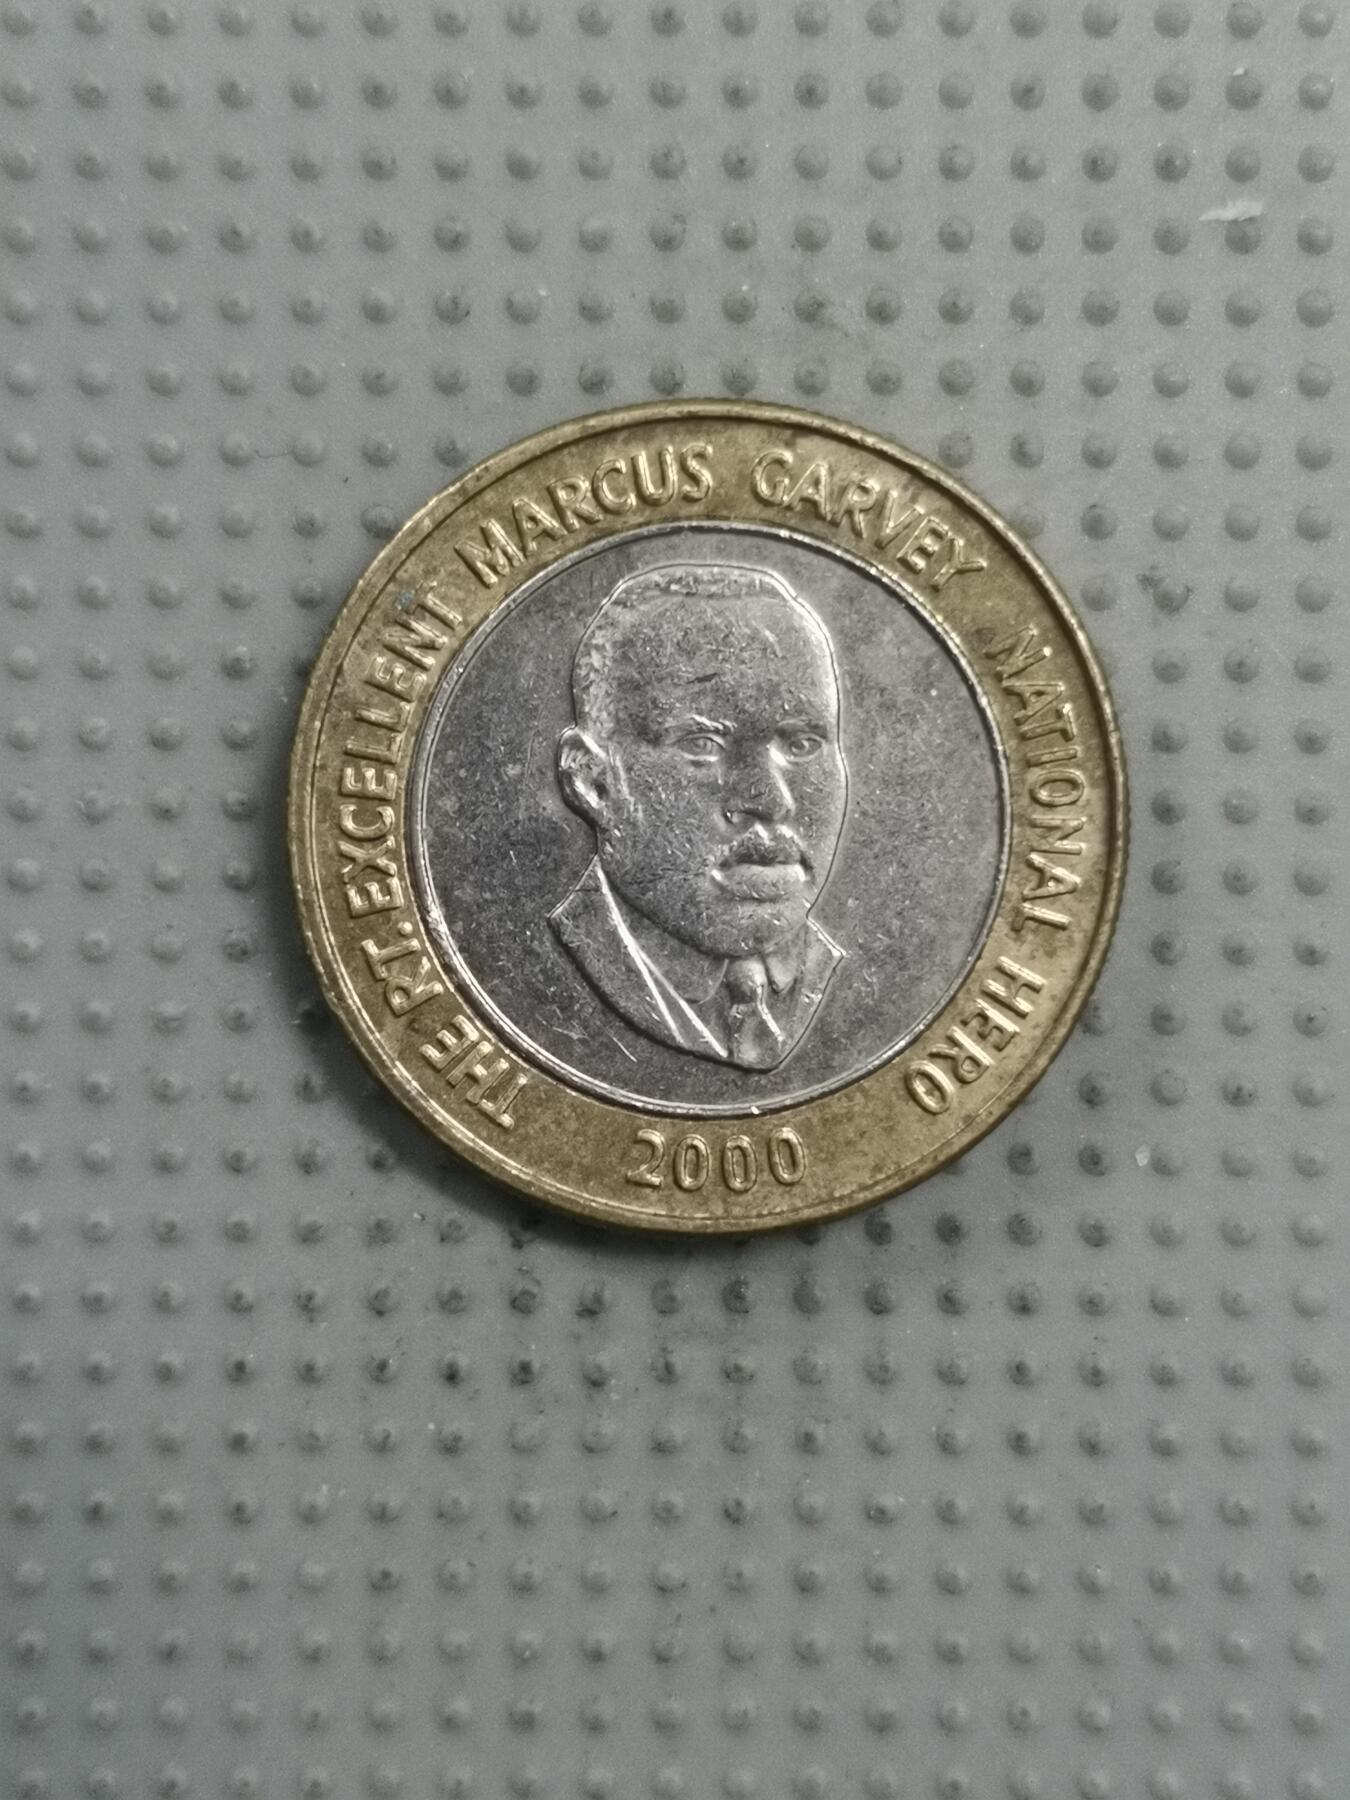 THE RT. EXCELLENT MARCUS GARVEY NATIONAL HERO
2000